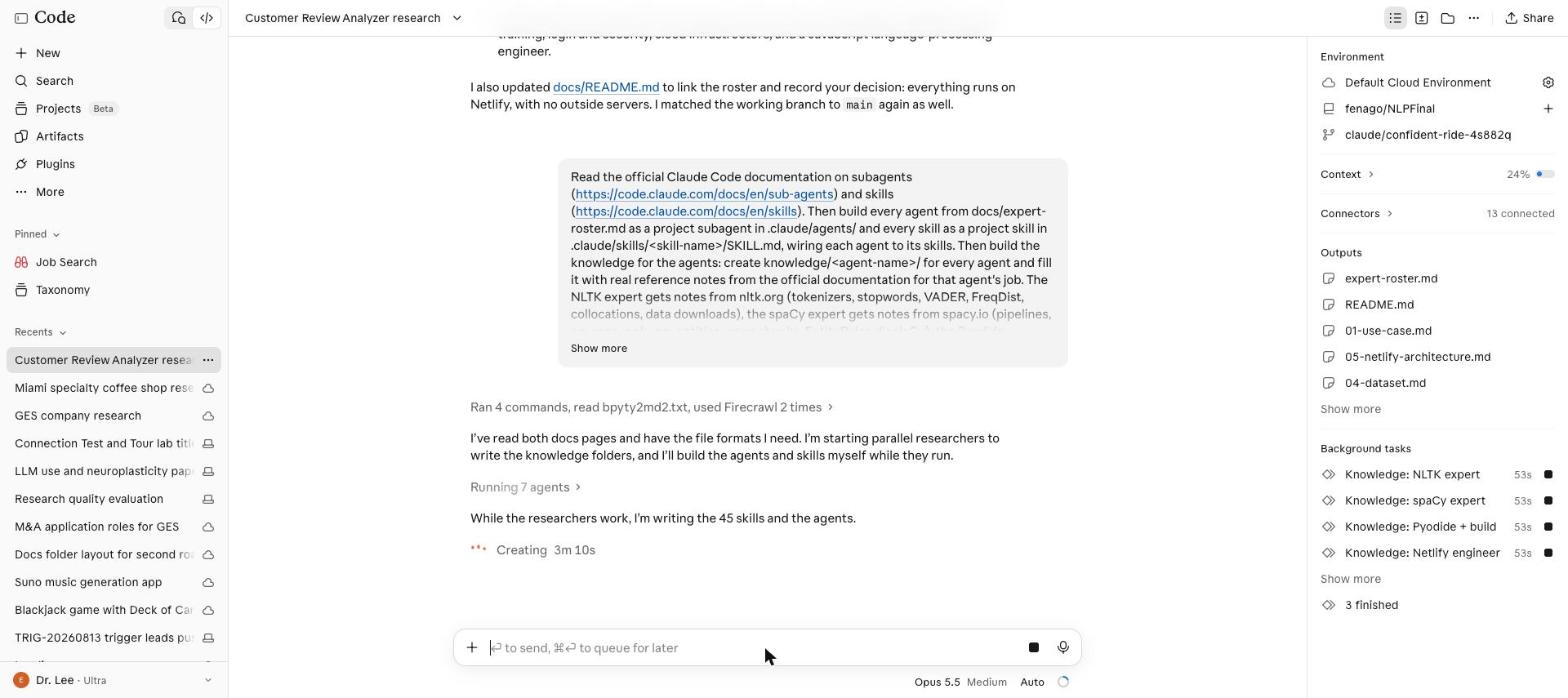 Code
New
Search
Projects Beta
Artifacts
Plugins
More
Pinned
Job Search
Taxonomy
Recents
Customer Review Analyzer resea
Miami specialty coffee shop rese
GES company research
Connection Test and Tour lab titl
LLM use and neuroplasticity pap
Research quality evaluation
M&A application roles for GES
Docs folder layout for second ro
Suno music generation app
Blackjack game with Deck of Car
TRIG-20260813 trigger leads pu
Dr. Lee · Ultra
Customer Review Analyzer research
Share
engineer.
I also updated docs/README.md to link the roster and record your decision: everything runs on
Netlify, with no outside servers. I matched the working branch to main again as well.
Read the official Claude Code documentation on subagents
(https://code.claude.com/docs/en/sub-agents) and skills
(https://code.claude.com/docs/en/skills). Then build every agent from docs/expert-
roster.md as a project subagent in .claude/agents/ and every skill as a project skill in
.claude/skills/<skill-name>/SKILL.md, wiring each agent to its skills. Then build the
knowledge for the agents: create knowledge/<agent-name>/ for every agent and fill
it with real reference notes from the official documentation for that agent's job. The
NLTK expert gets notes from nltk.org (tokenizers, stopwords, VADER, FreqDist,
collocations, data downloads), the spaCy expert gets notes from spacy.io (pipelines,
Show more
Ran 4 commands, read bpyty2md2.txt, used Firecrawl 2 times
I've read both docs pages and have the file formats I need. I'm starting parallel researchers to
write the knowledge folders, and I'll build the agents and skills myself while they run.
Running 7 agents
While the researchers work, I'm writing the 45 skills and the agents.
Creating 3m 10s
⏎ to send, ⌘⏎ to queue for later
Opus 5.5 Medium Auto
Environment
Default Cloud Environment
fenago/NLPFinal
claude/confident-ride-4s882q
Context 24%
Connectors 13 connected
Outputs
expert-roster.md
README.md
01-use-case.md
05-netlify-architecture.md
04-dataset.md
Show more
Background tasks
Knowledge: NLTK expert 53s
Knowledge: spaCy expert 53s
Knowledge: Pyodide + build 53s
Knowledge: Netlify engineer 53s
Show more
3 finished